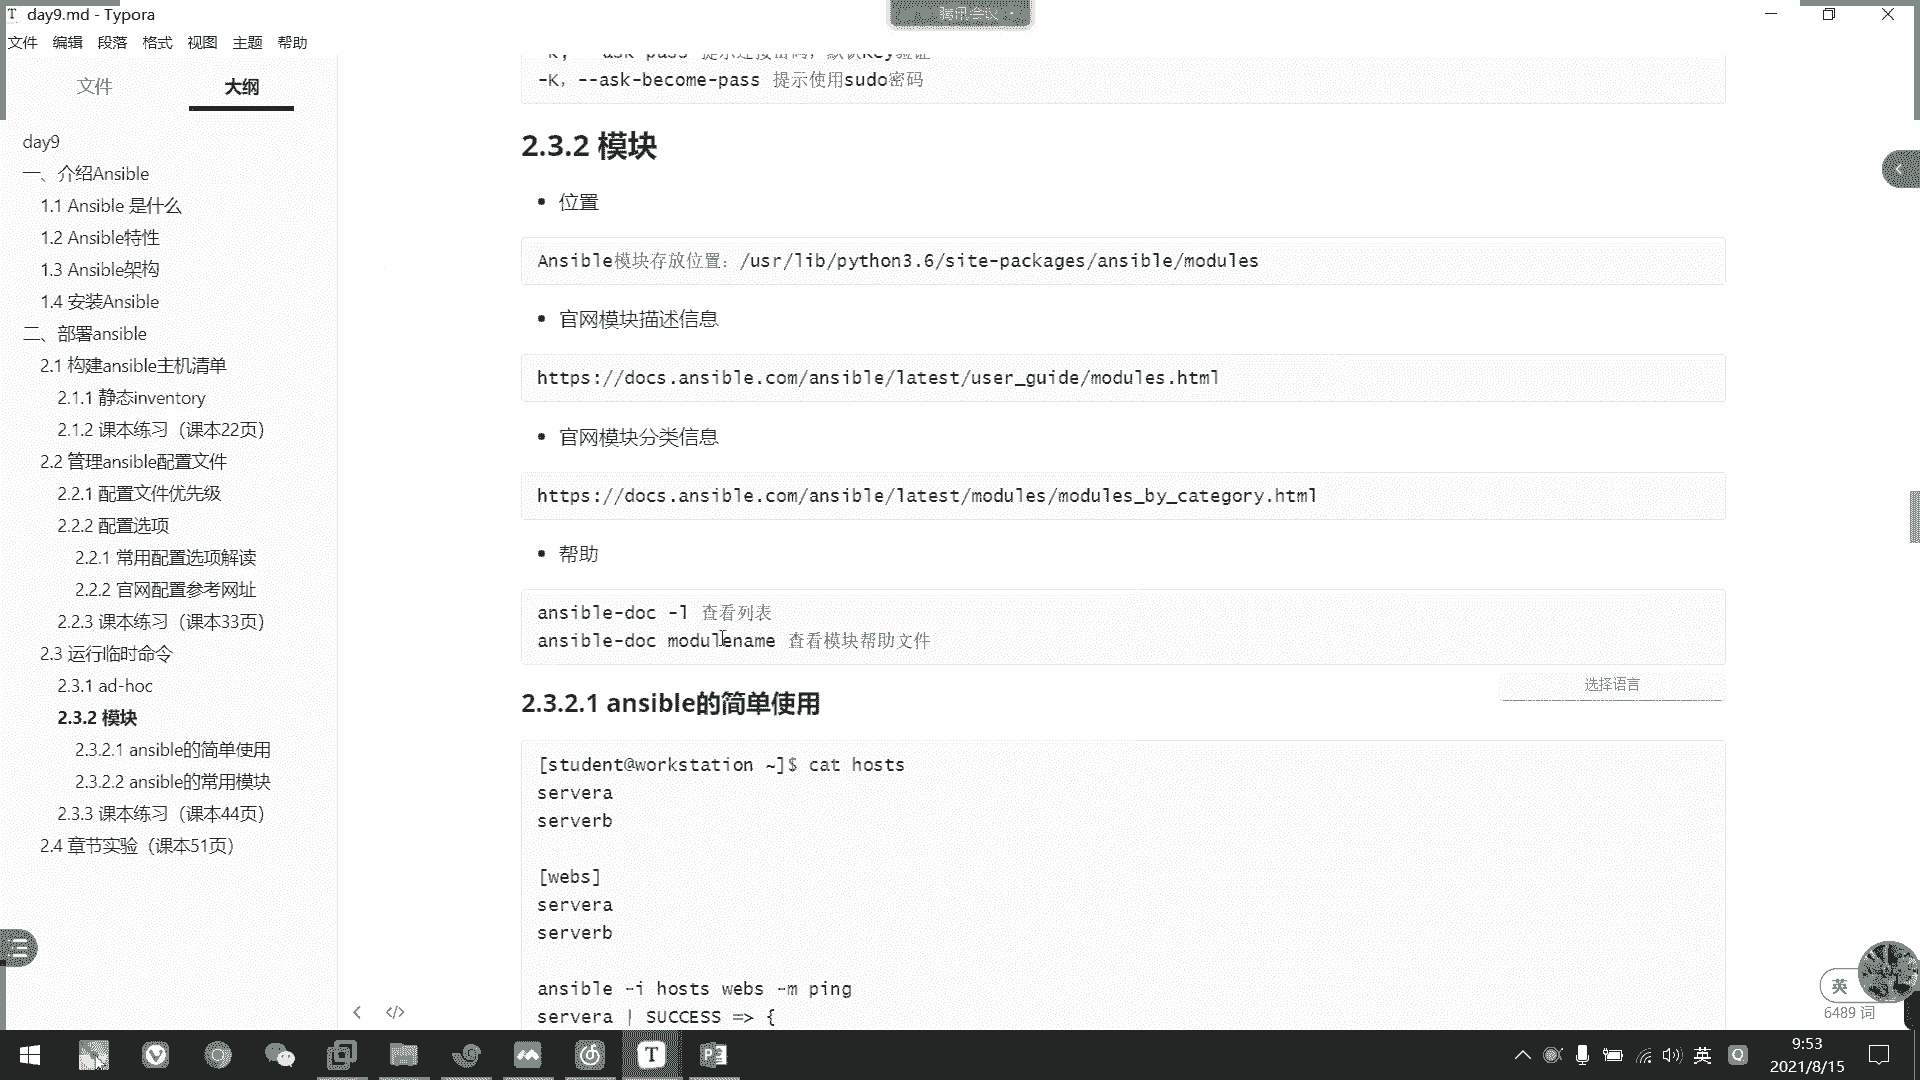 day9.md - Typora
腾讯会议
文件 编辑 段落 格式 视图 主题 帮助
文件 大纲
day9
一、介绍Ansible
1.1 Ansible 是什么
1.2 Ansible特性
1.3 Ansible架构
1.4 安装Ansible
二、部署ansible
2.1 构建ansible主机清单
2.1.1 静态inventory
2.1.2 课本练习（课本22页）
2.2 管理ansible配置文件
2.2.1 配置文件优先级
2.2.2 配置选项
2.2.1 常用配置选项解读
2.2.2 官网配置参考网址
2.2.3 课本练习（课本33页）
2.3 运行临时命令
2.3.1 ad-hoc
2.3.2 模块
2.3.2.1 ansible的简单使用
2.3.2.2 ansible的常用模块
2.3.3 课本练习（课本44页）
2.4 章节实验（课本51页）
-K，--ask-become-pass 提示使用sudo密码
2.3.2 模块
• 位置
Ansible模块存放位置：/usr/lib/python3.6/site-packages/ansible/modules
• 官网模块描述信息
https://docs.ansible.com/ansible/latest/user_guide/modules.html
• 官网模块分类信息
https://docs.ansible.com/ansible/latest/modules/modules_by_category.html
• 帮助
ansible-doc -l 查看列表
ansible-doc modulename 查看模块帮助文件
选择语言
2.3.2.1 ansible的简单使用
[student@workstation ~]$ cat hosts
servera
serverb
[webs]
servera
serverb
ansible -i hosts webs -m ping
servera | SUCCESS => {
英
6489 词
英
9:53
2021/8/15